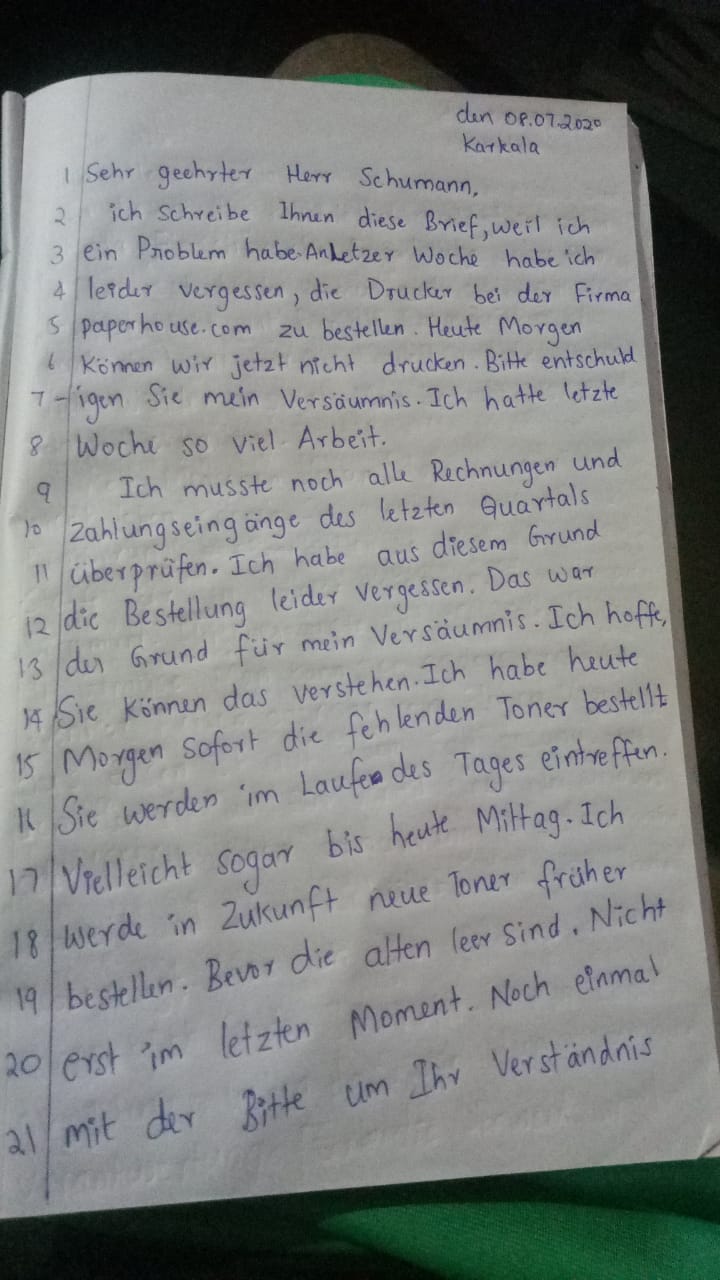 den 08.07.2020
Karkala
1 Sehr geehrter Herr Schumann,
2 ich schreibe Ihnen diese Brief, weil ich
3 ein Problem habe. Anletzer Woche habe ich
4 leider vergessen, die Drucker bei der Firma
5 paperhouse.com zu bestellen. Heute Morgen
6 Können wir jetzt nicht drucken. Bitte entschuld
7 -igen Sie mein Versäumnis. Ich hatte letzte
8 Woche so viel Arbeit.
9 Ich musste noch alle Rechnungen und
10 Zahlungseingänge des letzten Quartals
11 überprüfen. Ich habe aus diesem Grund
12 die Bestellung leider vergessen. Das war
13 der Grund für mein Versäumnis. Ich hoffe,
14 Sie können das verstehen. Ich habe heute
15 Morgen sofort die fehlenden Toner bestellt
16 Sie werden im Laufe des Tages eintreffen.
17 Vielleicht sogar bis heute Mittag. Ich
18 werde in Zukunft neue Toner früher
19 bestellen. Bevor die alten leer sind. Nicht
20 erst im letzten Moment. Noch einmal
21 mit der Bitte um Ihr Verständnis